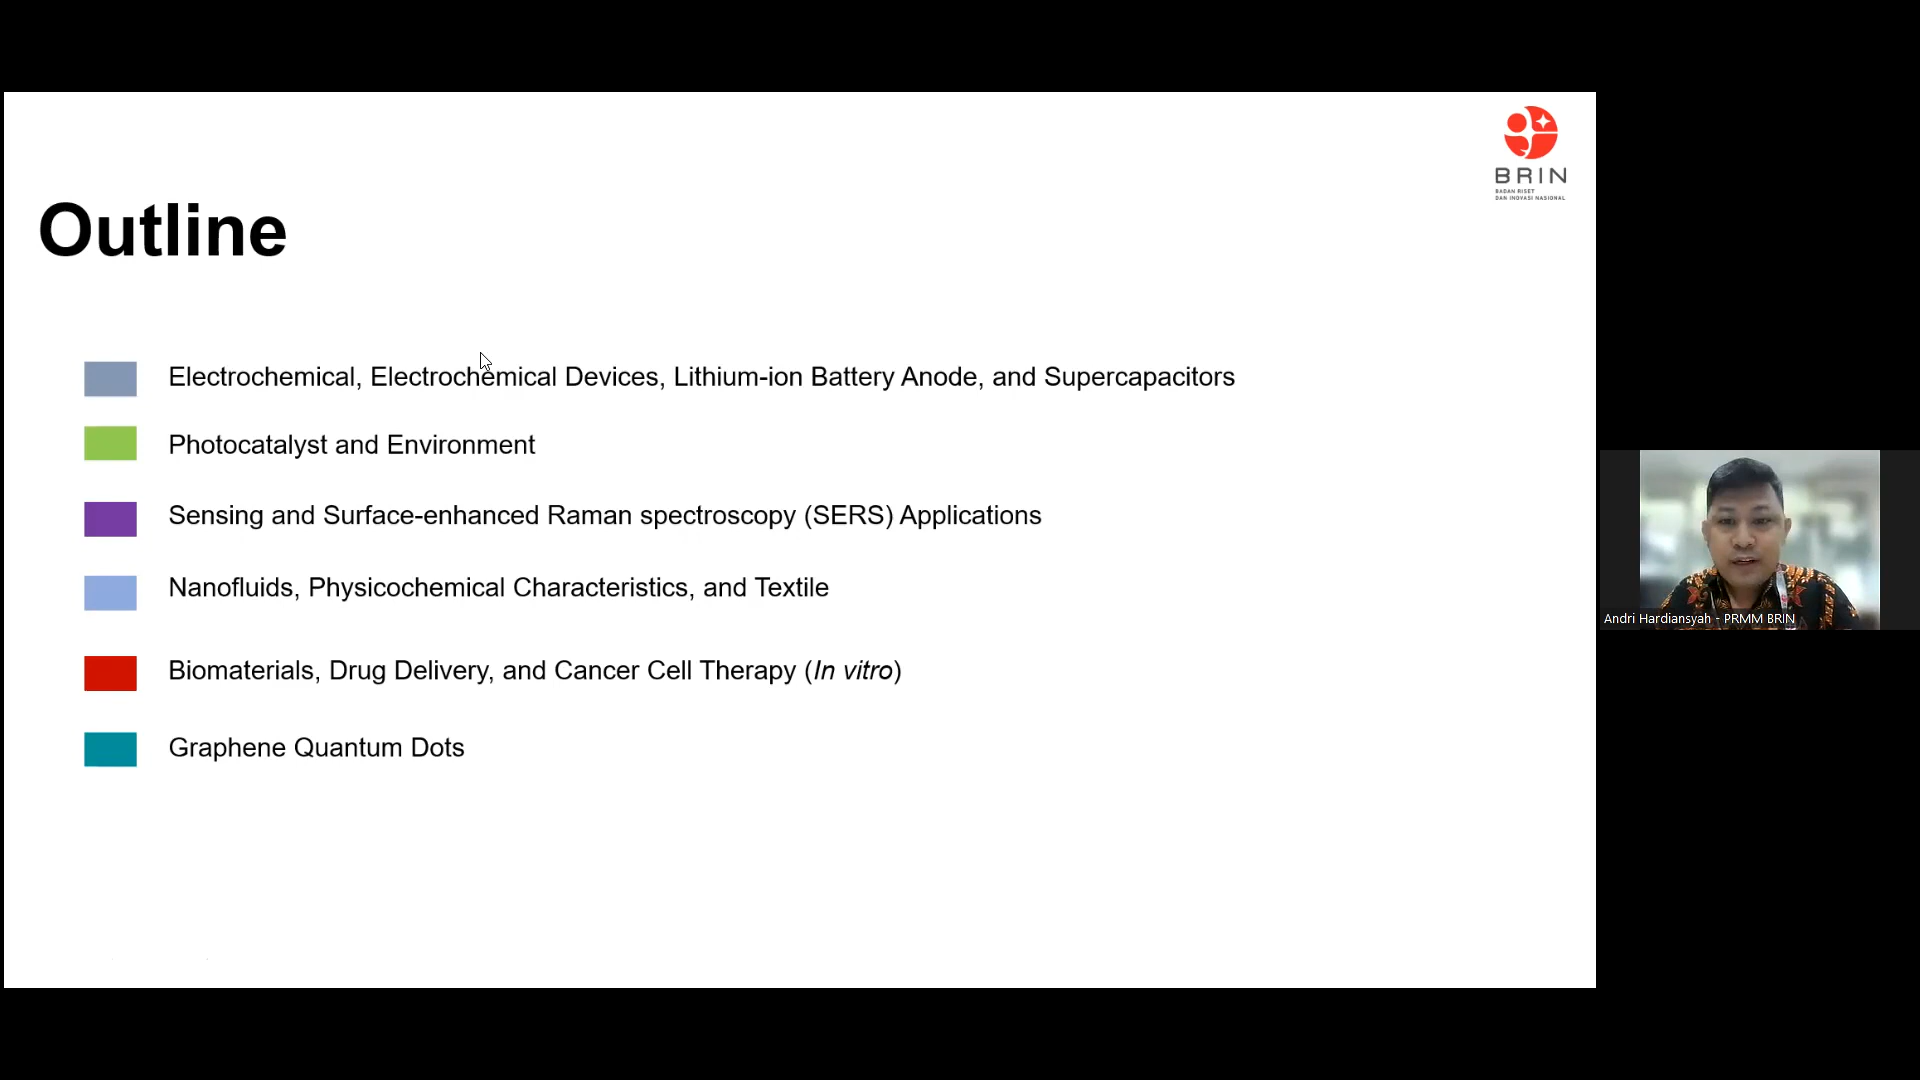 BRIN
BADAN RISET
DAN INOVASI NASIONAL
Outline
Electrochemical, Electrochemical Devices, Lithium-ion Battery Anode, and Supercapacitors
Photocatalyst and Environment
Sensing and Surface-enhanced Raman spectroscopy (SERS) Applications
Nanofluids, Physicochemical Characteristics, and Textile
Biomaterials, Drug Delivery, and Cancer Cell Therapy (In vitro)
Graphene Quantum Dots
Andri Hardiansyah - PRMM BRIN